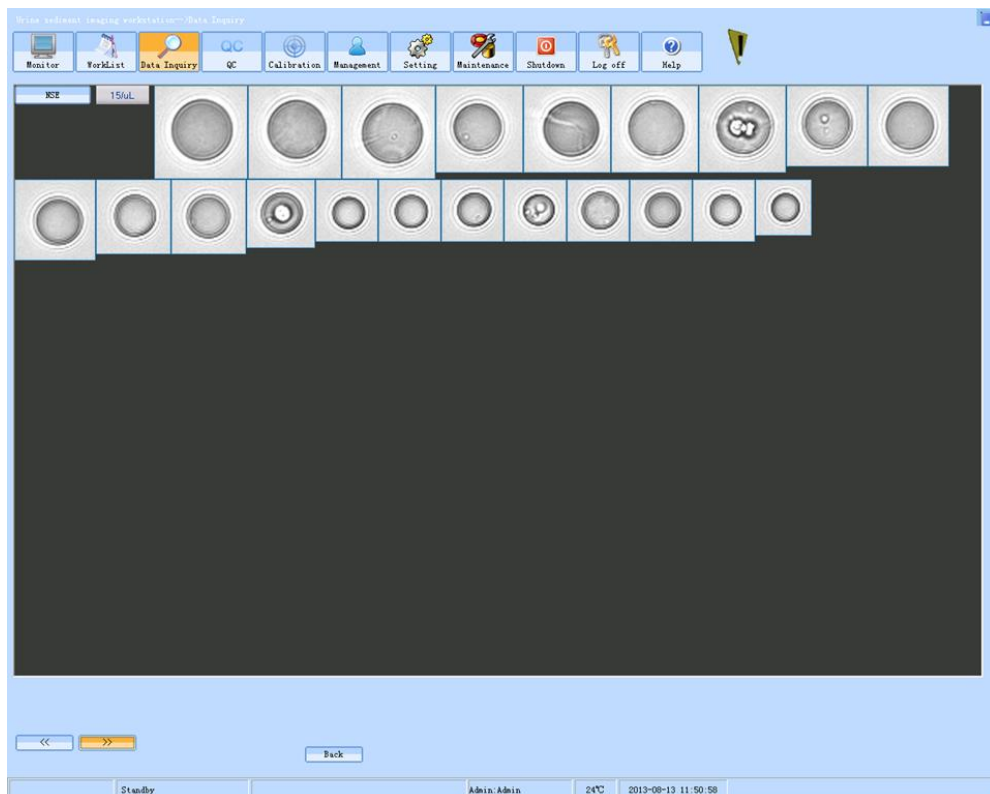 Urine sediment imaging workstation-->Data Inquiry
Monitor WorkList Data Inquiry QC QC Calibration Management Setting Maintenance Shutdown Log off Help
NSE 15/uL
<< >>
Back
Standby Admin:Admin 24℃ 2013-08-13 11:50:58